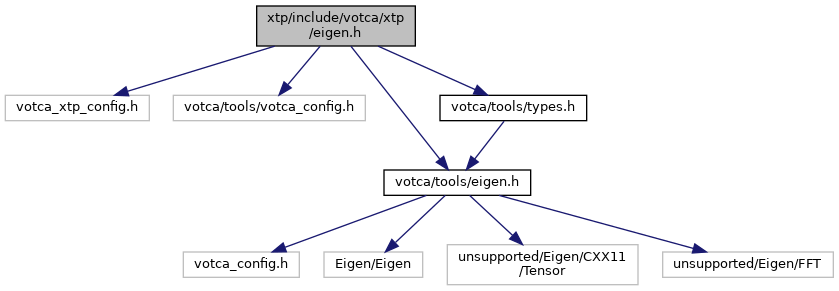 xtp/include/votca/xtp
/eigen.h
votca_xtp_config.h
votca/tools/votca_config.h
votca/tools/types.h
votca/tools/eigen.h
votca_config.h
Eigen/Eigen
unsupported/Eigen/CXX11
/Tensor
unsupported/Eigen/FFT